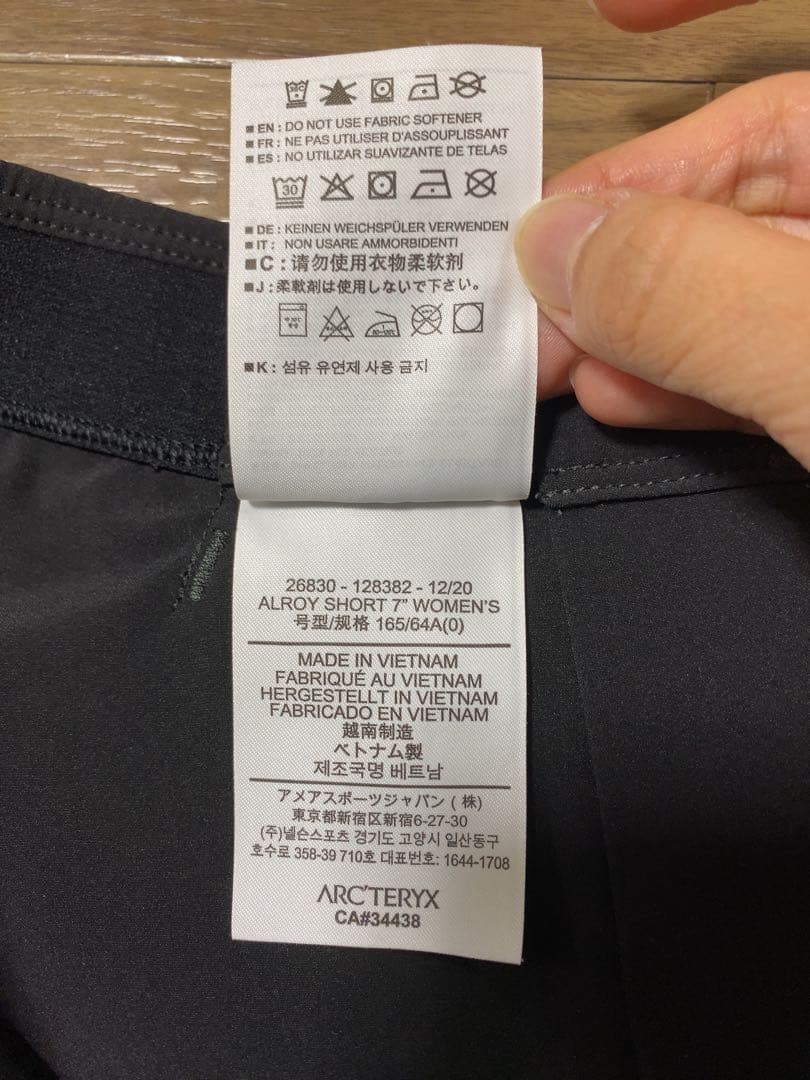 ■ EN : DO NOT USE FABRIC SOFTENER
■ FR : NE PAS UTILISER D'ASSOUPLISSANT
■ ES : NO UTILIZAR SUAVIZANTE DE TELAS
30
■ DE : KEINEN WEICHSPÜLER VERWENDEN
■ IT : NON USARE AMMORBIDENTI
■ C : 请勿使用衣物柔软剂
■ J : 柔軟剤は使用しないで下さい。
■ K : 섬유 유연제 사용 금지
26830 - 128382 - 12/20
ALROY SHORT 7” WOMEN'S
号型/规格 165/64A(0)
MADE IN VIETNAM
FABRIQUÉ AU VIETNAM
HERGESTELLT IN VIETNAM
FABRICADO EN VIETNAM
越南制造
ベトナム製
제조국명 베트남
アメアスポーツジャパン ( 株)
東京都新宿区新宿6-27-30
(주)넬슨스포츠 경기도 고양시 일산동구
호수로 358-39 710호 대표번호: 1644-1708
ARC'TERYX
CA#34438